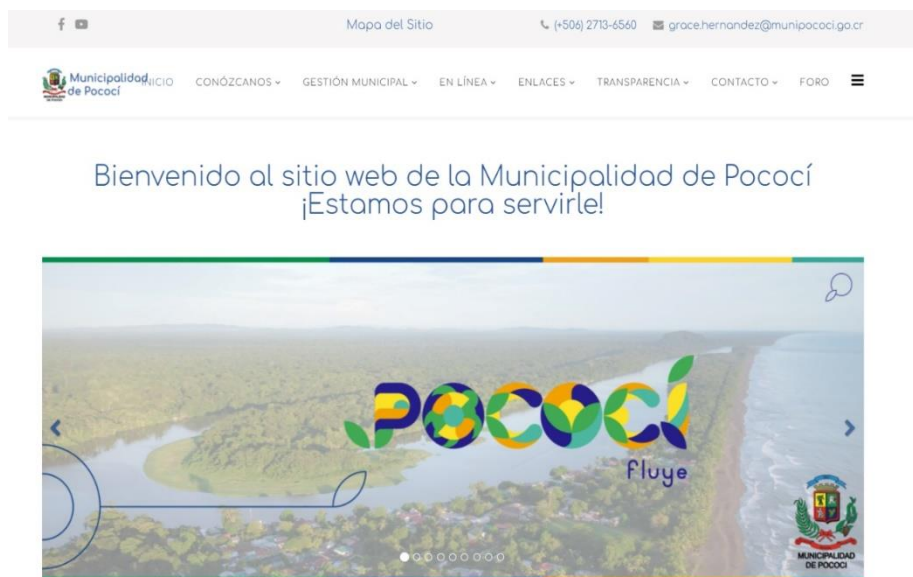 Mapa del Sitio
(+506) 2713-6560
grace.hernandez@munipococi.go.cr
Municipalidad
de Pococí
INICIO
CONÓZCANOS
GESTIÓN MUNICIPAL
EN LÍNEA
ENLACES
TRANSPARENCIA
CONTACTO
FORO
Bienvenido al sitio web de la Municipalidad de Pococí
¡Estamos para servirle!
POCOCÍ
fluye
MUNICIPALIDAD
DE POCOCI